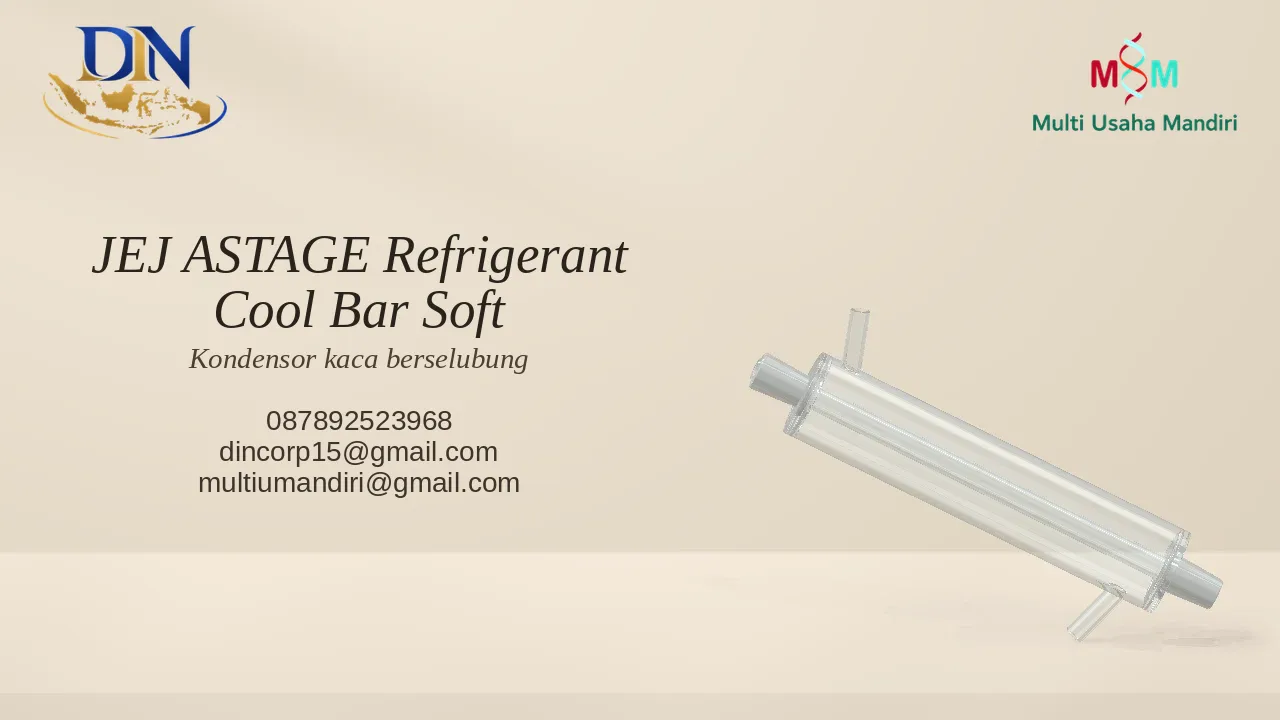 DIN
M M
Multi Usaha Mandiri
JEJ ASTAGE Refrigerant
Cool Bar Soft
Kondensor kaca berselubung
087892523968
dincorp15@gmail.com
multiumandiri@gmail.com